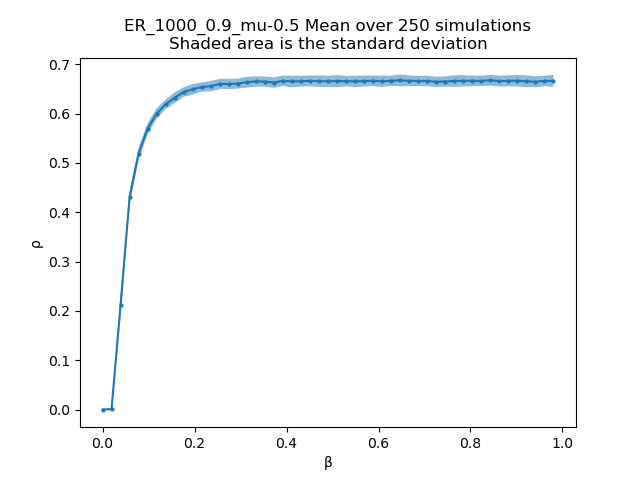 ER_1000_0.9_mu-0.5 Mean over 250 simulations
Shaded area is the standard deviation
0.7
0.6
0.5
0.4
0.3
0.2
0.1
0.0
ρ
0.0 0.2 0.4 0.6 0.8 1.0
β